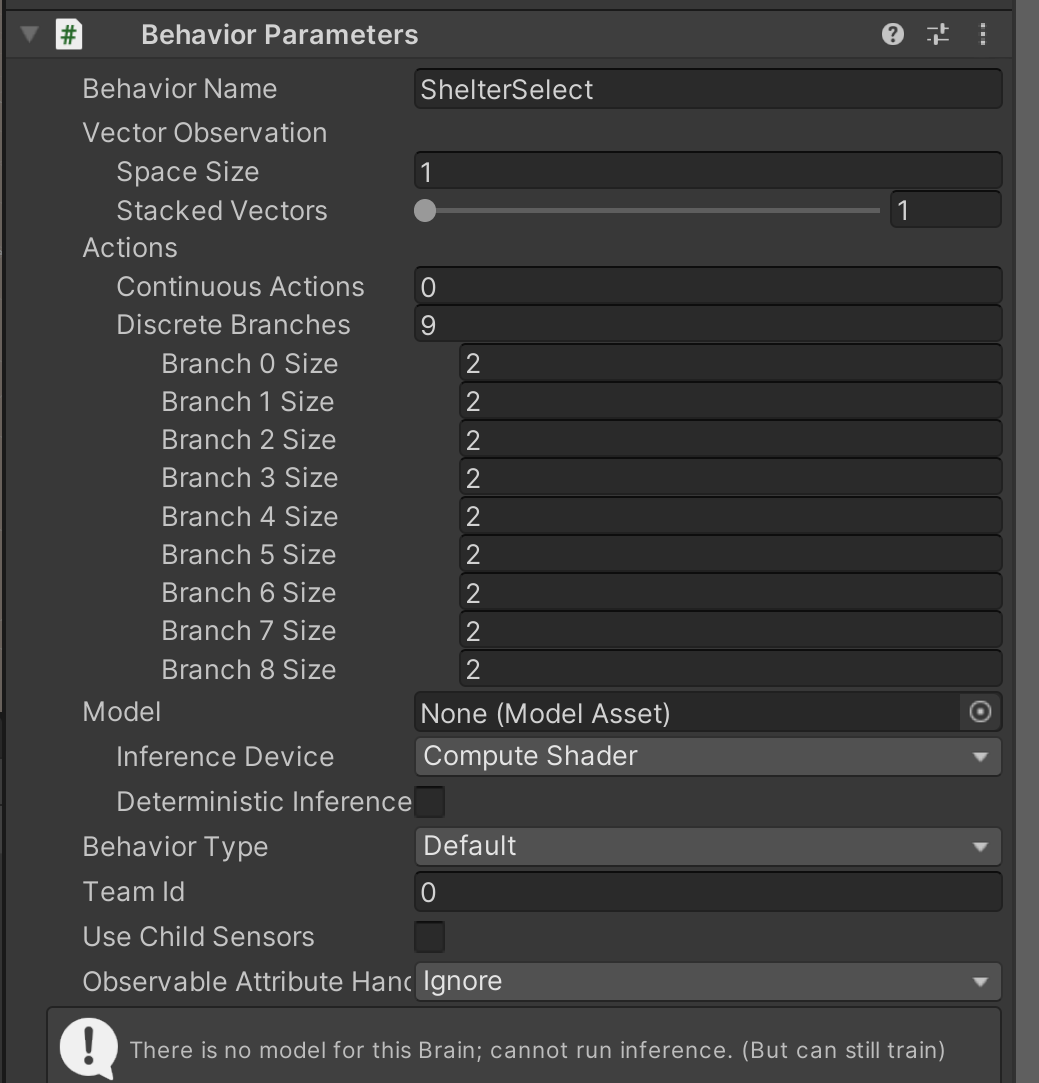 Behavior Parameters
Behavior Name ShelterSelect
Vector Observation
Space Size 1
Stacked Vectors 1
Actions
Continuous Actions 0
Discrete Branches 9
Branch 0 Size 2
Branch 1 Size 2
Branch 2 Size 2
Branch 3 Size 2
Branch 4 Size 2
Branch 5 Size 2
Branch 6 Size 2
Branch 7 Size 2
Branch 8 Size 2
Model None (Model Asset)
Inference Device Compute Shader
Deterministic Inference
Behavior Type Default
Team Id 0
Use Child Sensors
Observable Attribute Hand Ignore
There is no model for this Brain; cannot run inference. (But can still train)